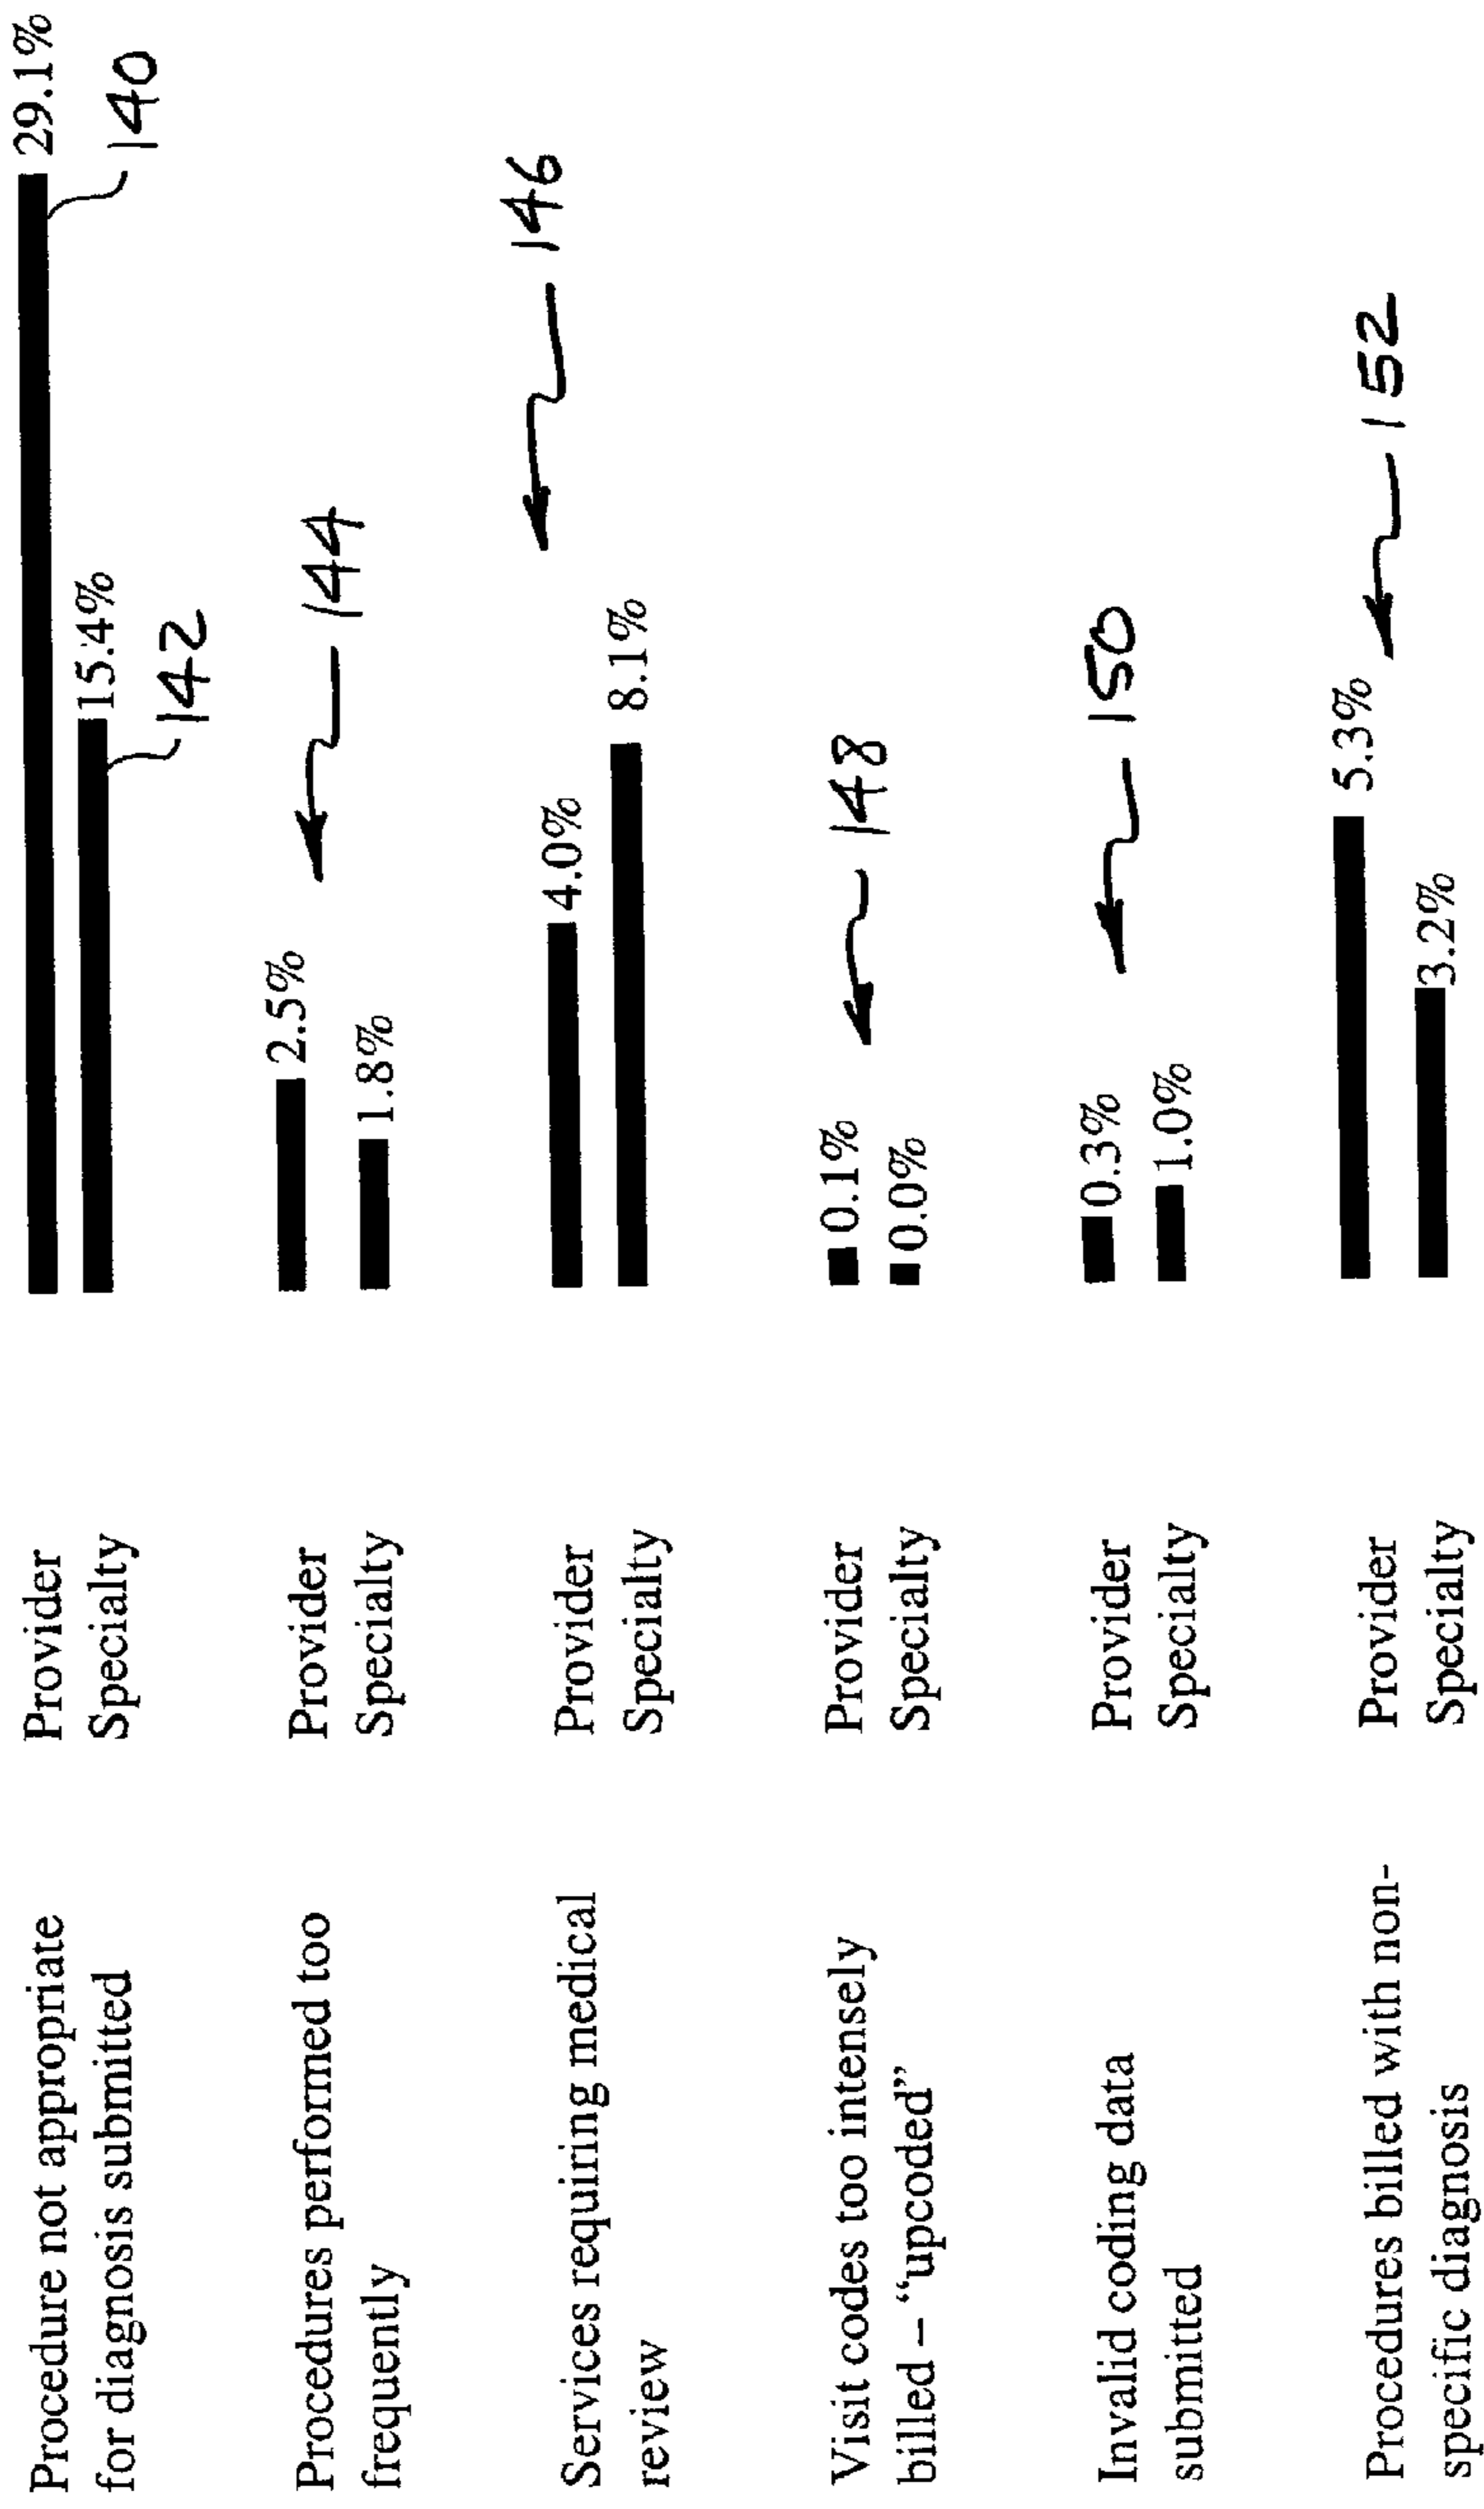 Procedure not appropriate
for diagnosis submitted
Provider
Specialty
29.1%
140
15.4%
142
Procedures performed too
frequently
Provider
Specialty
2.5%
1.8%
144
Services requiring medical
review
Provider
Specialty
4.0%
8.1%
146
Visit codes too intensely
billed – “upcoded”
Provider
Specialty
0.1%
0.0%
148
Invalid coding data
submitted
Provider
Specialty
0.3%
1.0%
150
Procedures billed with non-
specific diagnosis
Provider
Specialty
5.3%
3.2%
152